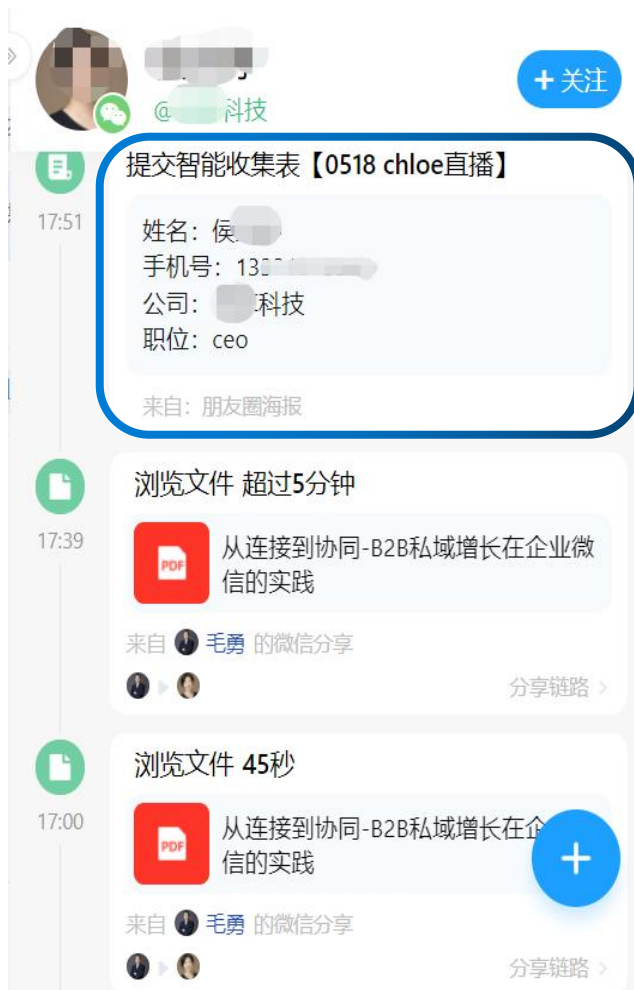 + 关注
@ 科技
提交智能收集表【0518 chloe直播】
17:51
姓名：侯
手机号：13
公司： 科技
职位：ceo
来自：朋友圈海报
浏览文件 超过5分钟
17:39
PDF
从连接到协同-B2B私域增长在企业微
信的实践
来自 毛勇 的微信分享
分享链路 >
浏览文件 45秒
17:00
PDF
从连接到协同-B2B私域增长在企
信的实践
+
来自 毛勇 的微信分享
分享链路 >